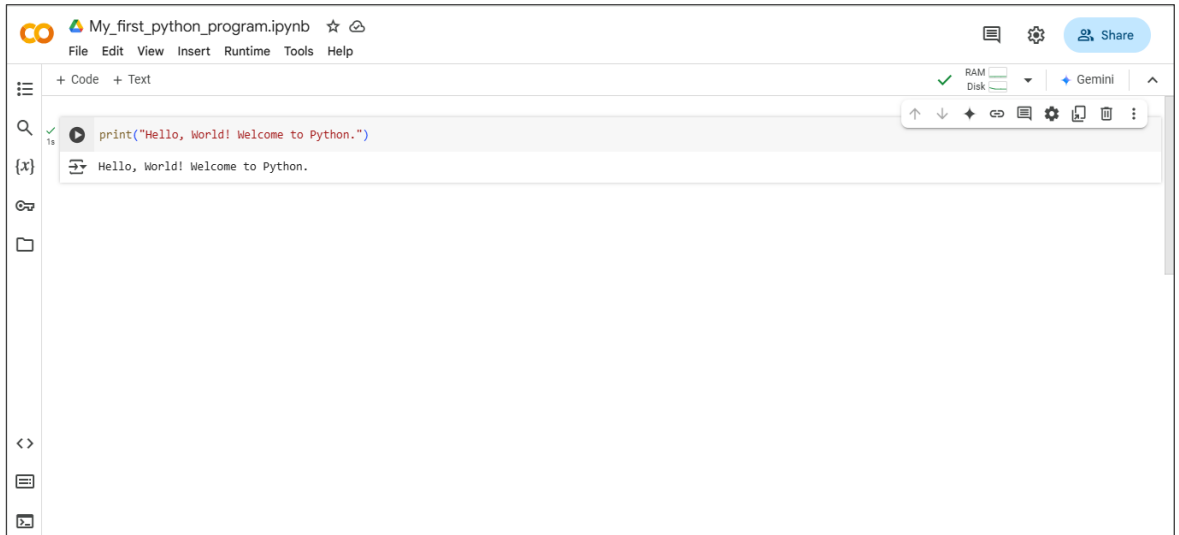 My_first_python_program.ipynb
File Edit View Insert Runtime Tools Help
Share
+ Code + Text
RAM
Disk
Gemini
1s
print("Hello, World! Welcome to Python.")
Hello, World! Welcome to Python.
{x}